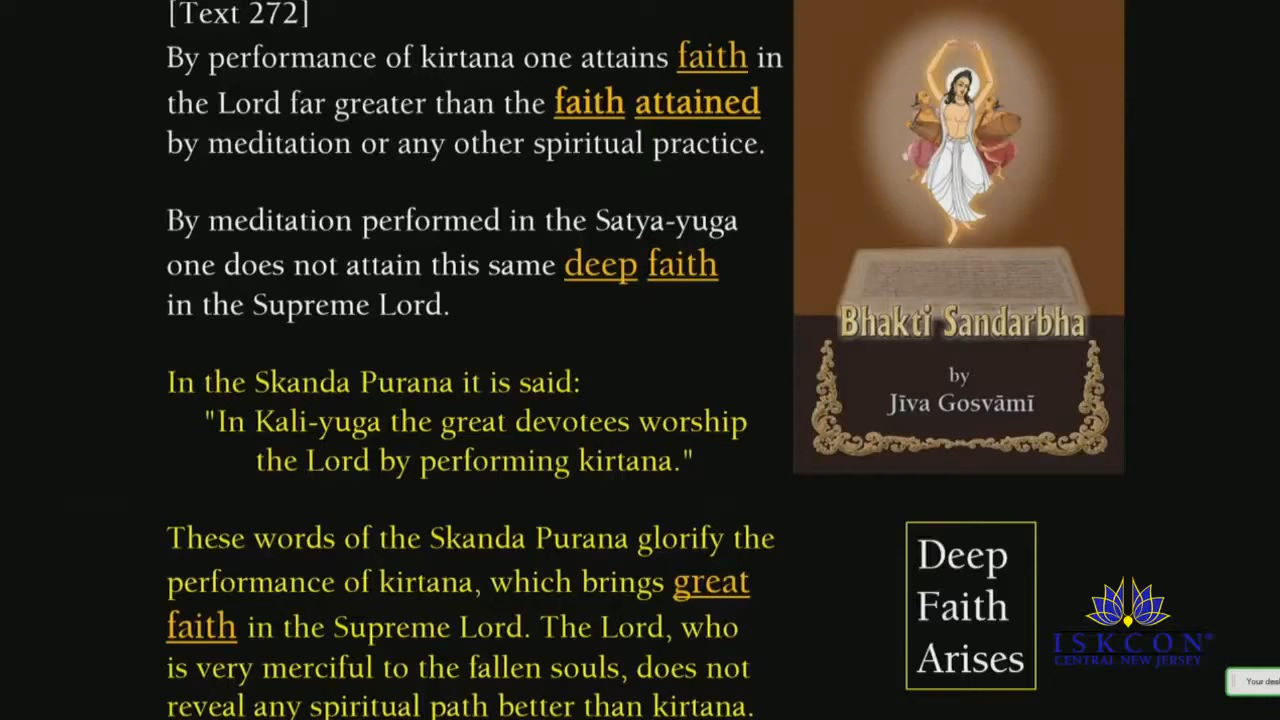 [Text 272]
By performance of kirtana one attains faith in
the Lord far greater than the faith attained
by meditation or any other spiritual practice.
By meditation performed in the Satya-yuga
one does not attain this same deep faith
in the Supreme Lord.
In the Skanda Purana it is said:
"In Kali-yuga the great devotees worship
the Lord by performing kirtana."
These words of the Skanda Purana glorify the
performance of kirtana, which brings great
faith in the Supreme Lord. The Lord, who
is very merciful to the fallen souls, does not
reveal any spiritual path better than kirtana.
Bhakti Sandarbha
by
Jīva Gosvāmī
Deep
Faith
Arises
ISKCON®
CENTRAL NEW JERSEY
Your